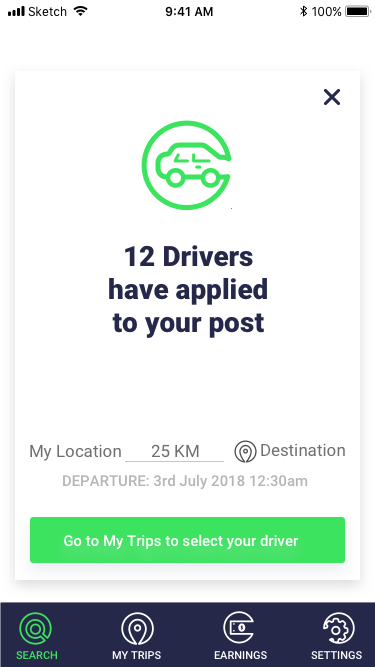 Sketch 9:41 AM 100%
12 Drivers
have applied
to your post
My Location 25 KM Destination
DEPARTURE: 3rd July 2018 12:30am
Go to My Trips to select your driver
SEARCH MY TRIPS EARNINGS SETTINGS